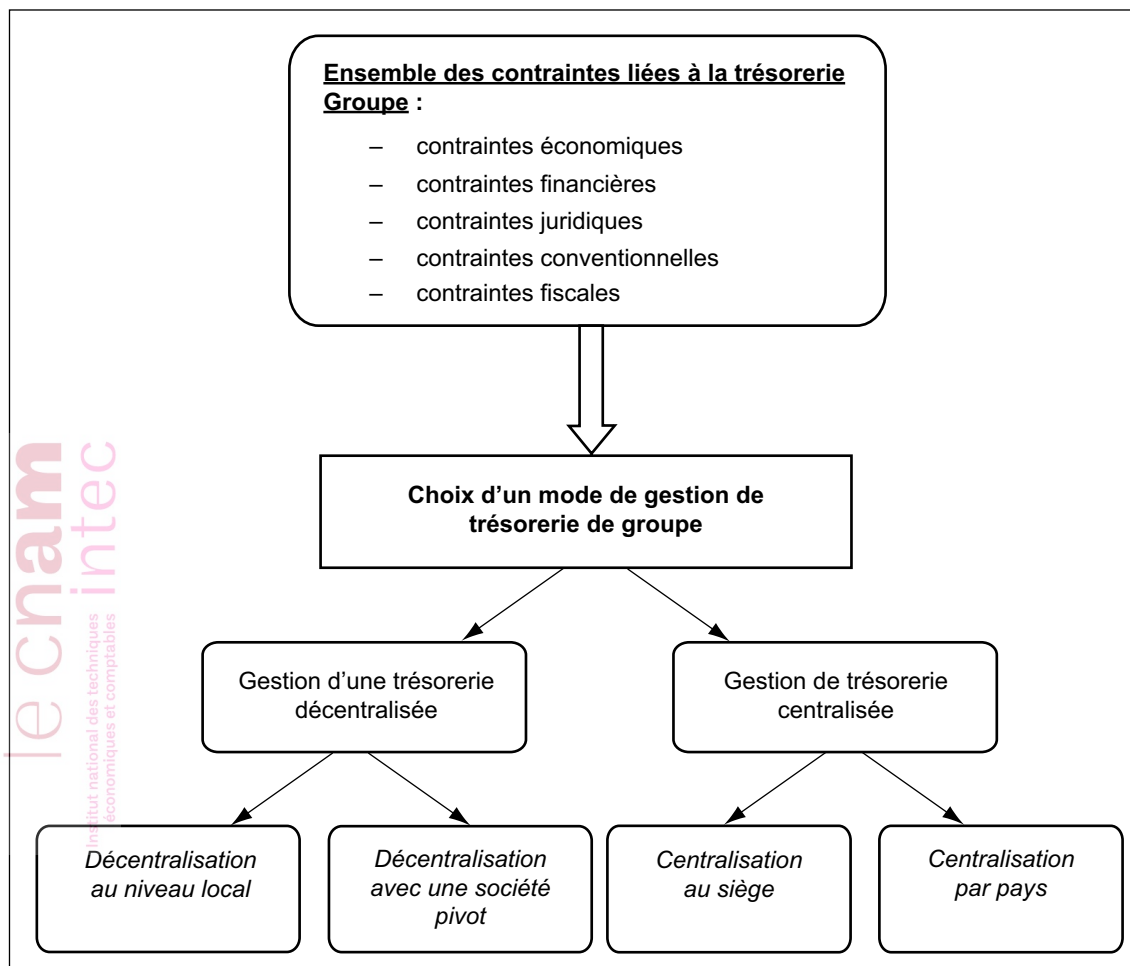 Ensemble des contraintes liées à la trésorerie
Groupe :
– contraintes économiques
– contraintes financières
– contraintes juridiques
– contraintes conventionnelles
– contraintes fiscales
Choix d’un mode de gestion de
trésorerie de groupe
Gestion d’une trésorerie
décentralisée
Gestion de trésorerie
centralisée
Décentralisation
au niveau local
Décentralisation
avec une société
pivot
Centralisation
au siège
Centralisation
par pays
le cnam
intec
Institut national des techniques
économiques et comptables